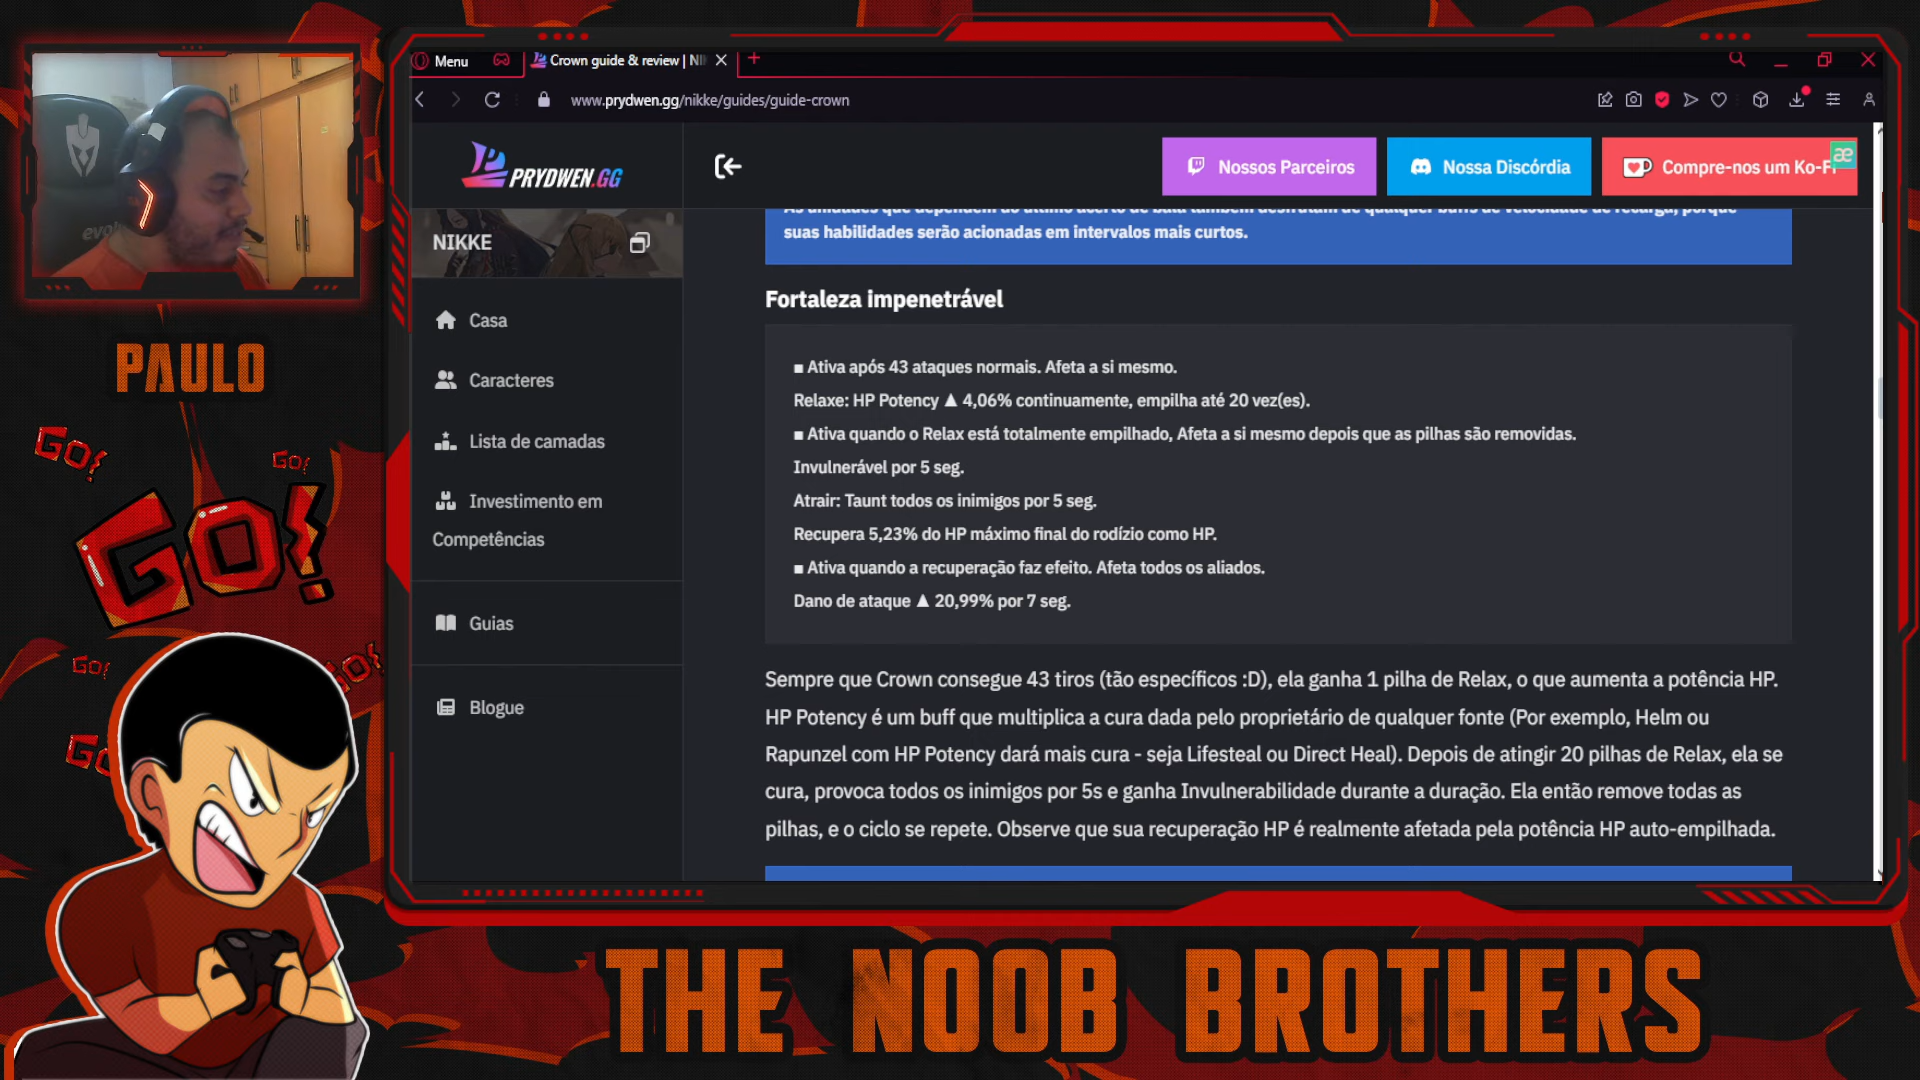 Menu
Crown guide & review | NI
www.prydwen.gg/nikke/guides/guide-crown
PRYDWEN.GG
Nossos Parceiros
Nossa Discórdia
Compre-nos um Ko-Fi
æ
NIKKE
Casa
Caracteres
Lista de camadas
Investimento em
Competências
Guias
Blogue
suas habilidades serão acionadas em intervalos mais curtos.
Fortaleza impenetrável
■ Ativa após 43 ataques normais. Afeta a si mesmo.
Relaxe: HP Potency ▲ 4,06% continuamente, empilha até 20 vez(es).
■ Ativa quando o Relax está totalmente empilhado, Afeta a si mesmo depois que as pilhas são removidas.
Invulnerável por 5 seg.
Atrair: Taunt todos os inimigos por 5 seg.
Recupera 5,23% do HP máximo final do rodízio como HP.
■ Ativa quando a recuperação faz efeito. Afeta todos os aliados.
Dano de ataque ▲ 20,99% por 7 seg.
Sempre que Crown consegue 43 tiros (tão específicos :D), ela ganha 1 pilha de Relax, o que aumenta a potência HP.
HP Potency é um buff que multiplica a cura dada pelo proprietário de qualquer fonte (Por exemplo, Helm ou
Rapunzel com HP Potency dará mais cura - seja Lifesteal ou Direct Heal). Depois de atingir 20 pilhas de Relax, ela se
cura, provoca todos os inimigos por 5s e ganha Invulnerabilidade durante a duração. Ela então remove todas as
pilhas, e o ciclo se repete. Observe que sua recuperação HP é realmente afetada pela potência HP auto-empilhada.
PAULO
GO!
GO!
GO!
GO!
GO!
THE NOOB BROTHERS